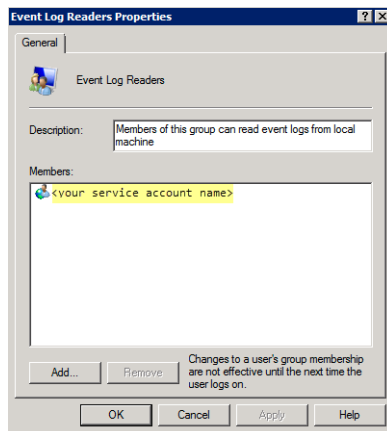 Event Log Readers Properties
General
Event Log Readers
Description:
Members of this group can read event logs from local
machine
Members:
<your service account name>
Add...
Remove
Changes to a user's group membership
are not effective until the next time the
user logs on.
OK
Cancel
Apply
Help